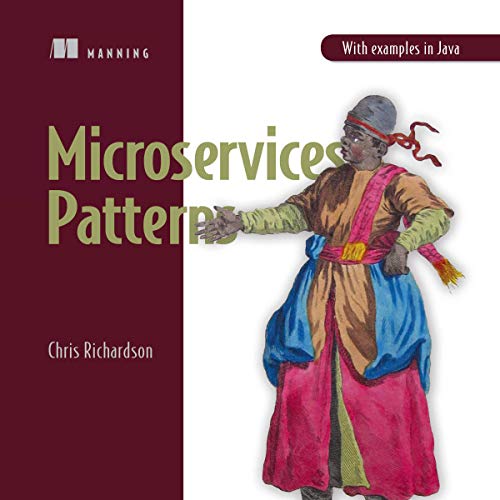 MANNING
With examples in Java
Microservices
Patterns
Chris Richardson